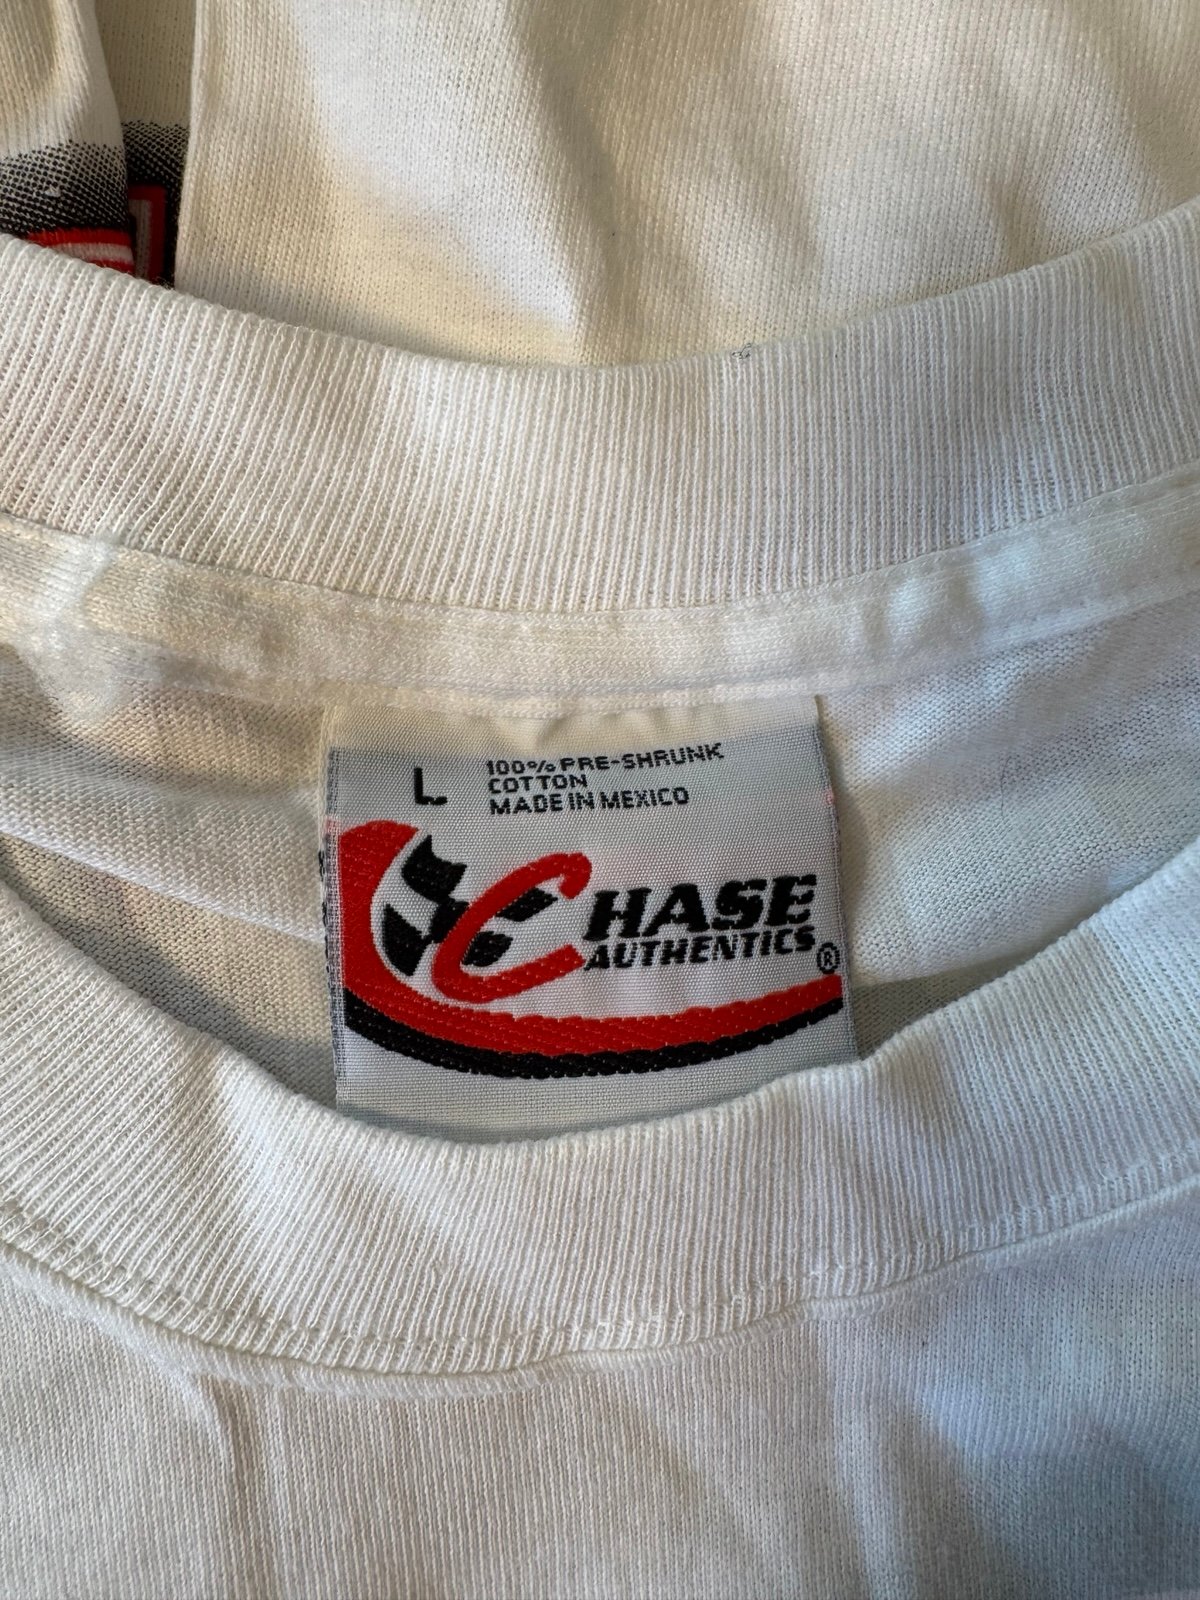 L
100% PRE-SHRUNK
COTTON
MADE IN MEXICO
CHASE
AUTHENTICS®